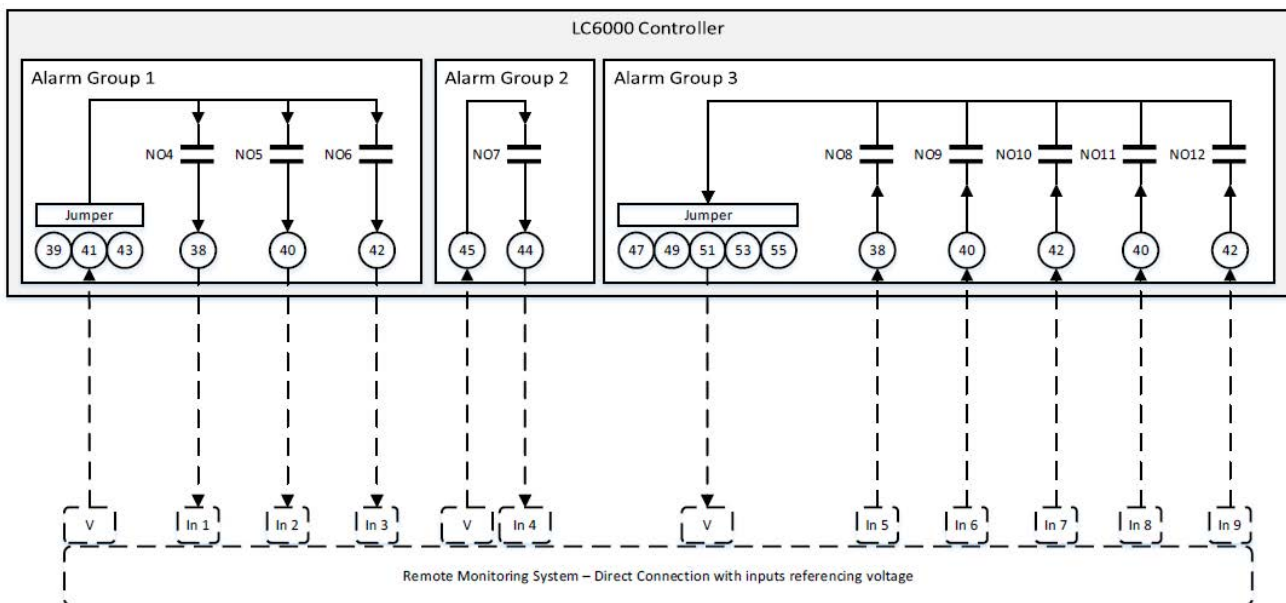 LC6000 Controller
Alarm Group 1
Alarm Group 2
Alarm Group 3
NO4 NO5 NO6 NO7 NO8 NO9 NO10 NO11 NO12
Jumper Jumper
39 41 43 38 40 42 45 44 47 49 51 53 55 38 40 42 40 42
V In 1 In 2 In 3 V In 4 V In 5 In 6 In 7 In 8 In 9
Remote Monitoring System – Direct Connection with inputs referencing voltage